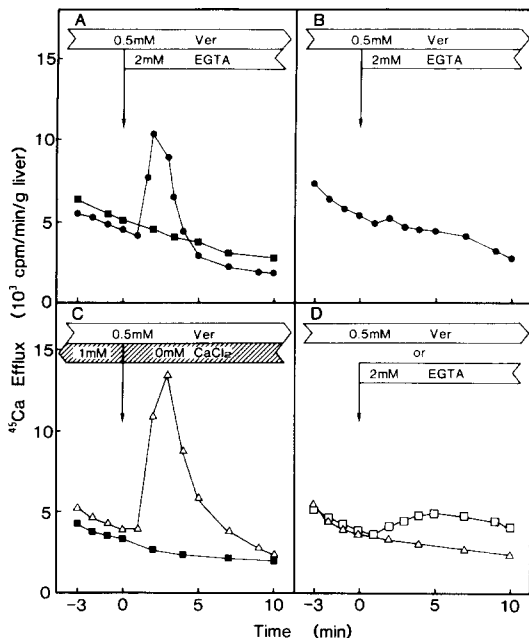 A
B
0.5mM Ver
0.5mM Ver
2mM EGTA
2mM EGTA
15
10
5
0
C
D
0.5mM Ver
0.5mM Ver
1mM 0mM CaCl2
or
2mM EGTA
15
10
5
0
⁴⁵Ca Efflux (10³ cpm/min/g liver)
-3 0 5 10
-3 0 5 10
Time (min)